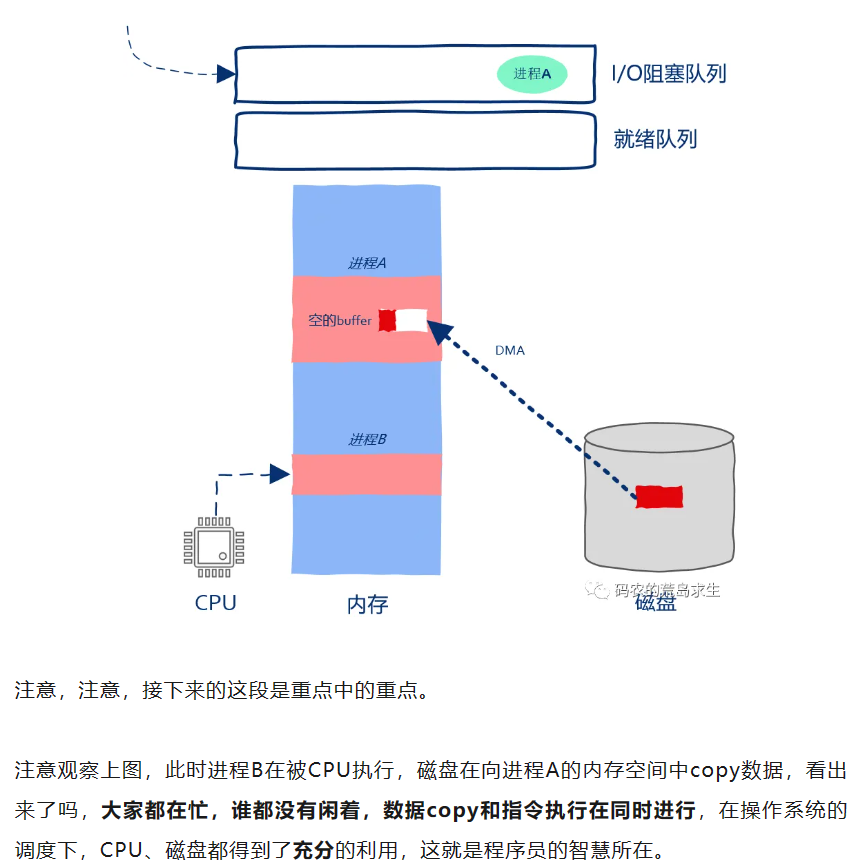 进程A
I/O阻塞队列
就绪队列
进程A
空的buffer
DMA
进程B
CPU
内存
码农的荒岛求生
磁盘
注意，注意，接下来的这段是重点中的重点。
注意观察上图，此时进程B在被CPU执行，磁盘在向进程A的内存空间中copy数据，看出
来了吗，大家都在忙，谁都没有闲着，数据copy和指令执行在同时进行，在操作系统的
调度下，CPU、磁盘都得到了充分的利用，这就是程序员的智慧所在。